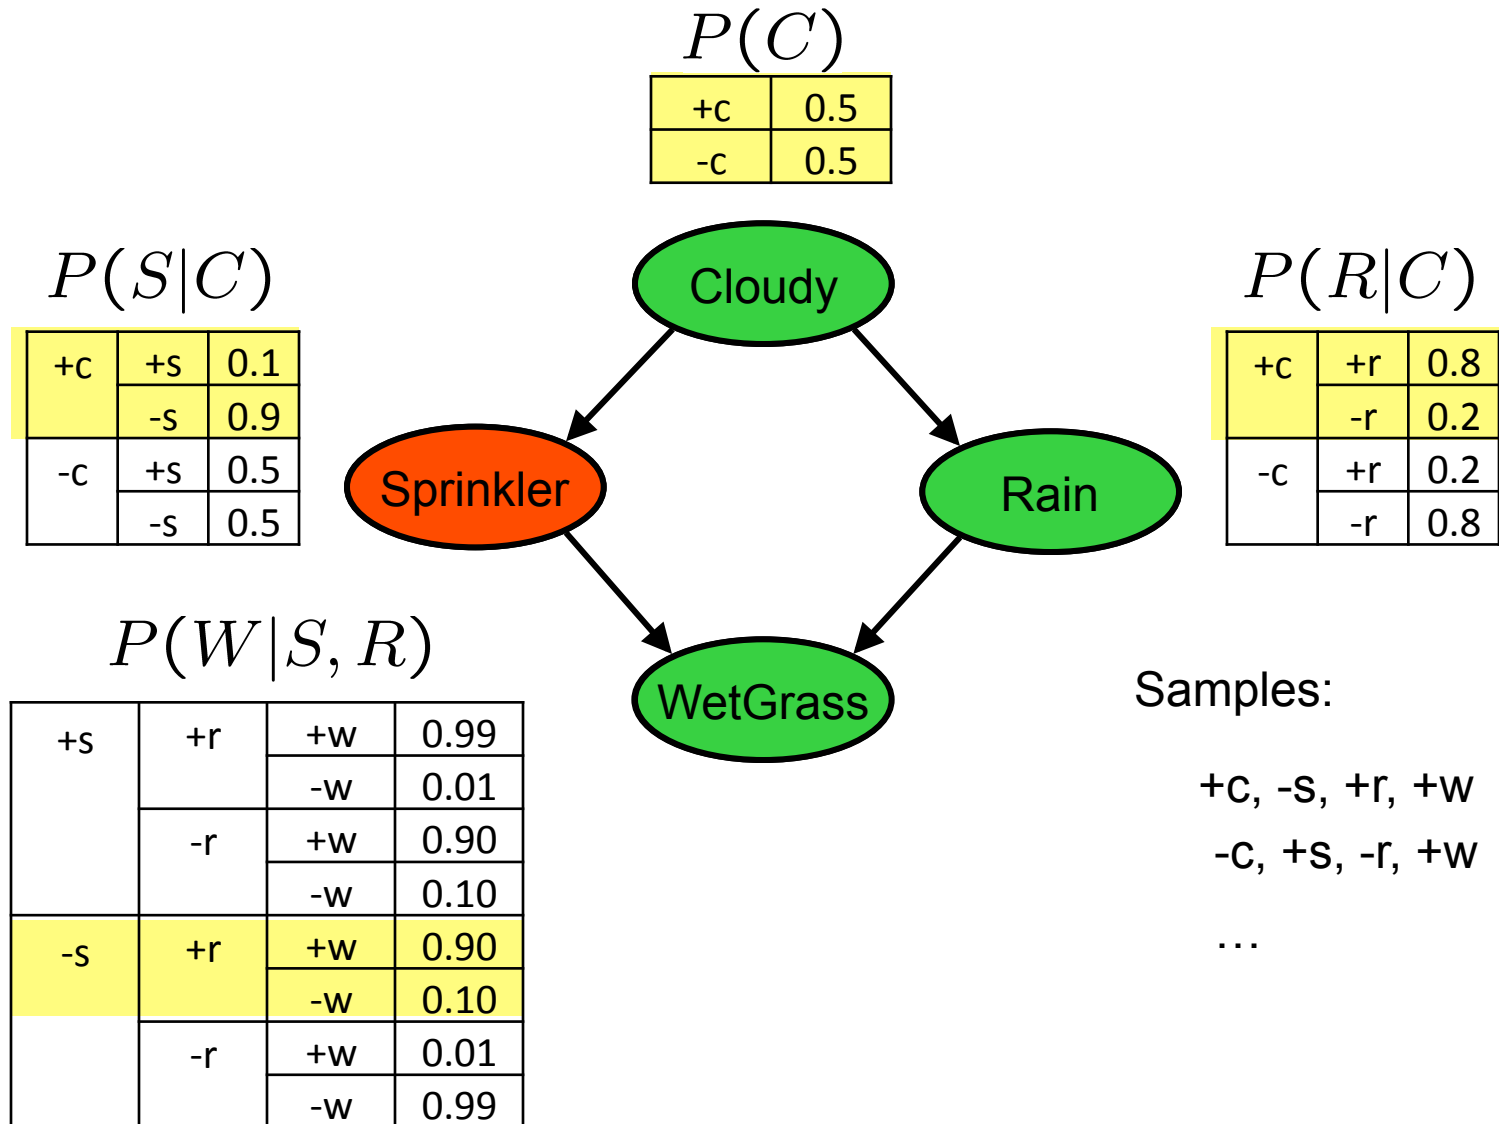 P(C)
+c 0.5
-c 0.5
P(S|C)
+c +s 0.1
-s 0.9
-c +s 0.5
-s 0.5
Cloudy
P(R|C)
+c +r 0.8
-r 0.2
-c +r 0.2
-r 0.8
Sprinkler
Rain
P(W|S, R)
+s +r +w 0.99
-w 0.01
-r +w 0.90
-w 0.10
-s +r +w 0.90
-w 0.10
-r +w 0.01
-w 0.99
WetGrass
Samples:
+c, -s, +r, +w
-c, +s, -r, +w
…